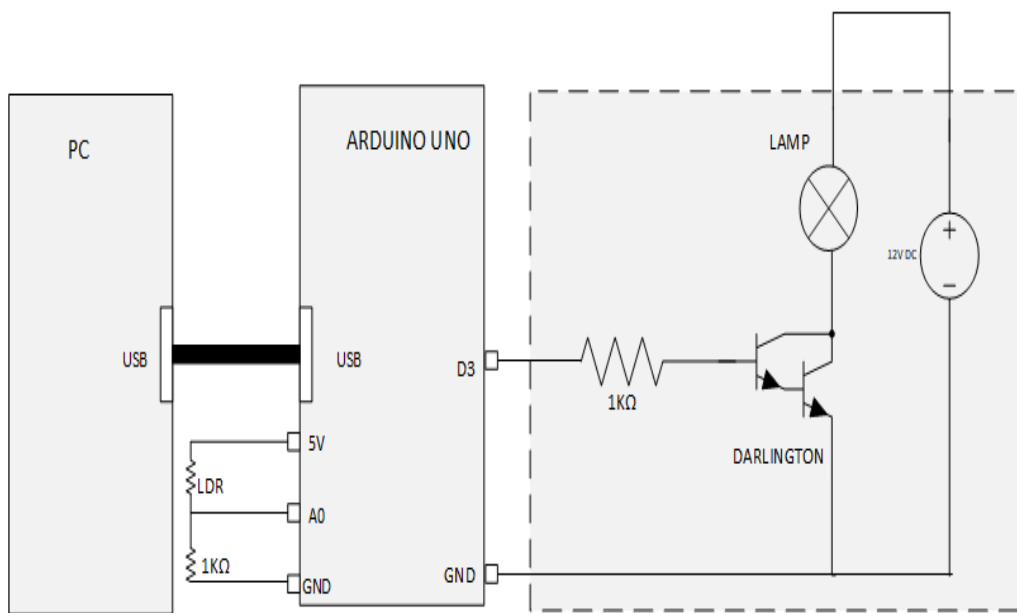 PC
ARDUINO UNO
LAMP
+
12V DC
−
USB
USB
D3
1KΩ
DARLINGTON
5V
LDR
A0
1KΩ
GND
GND